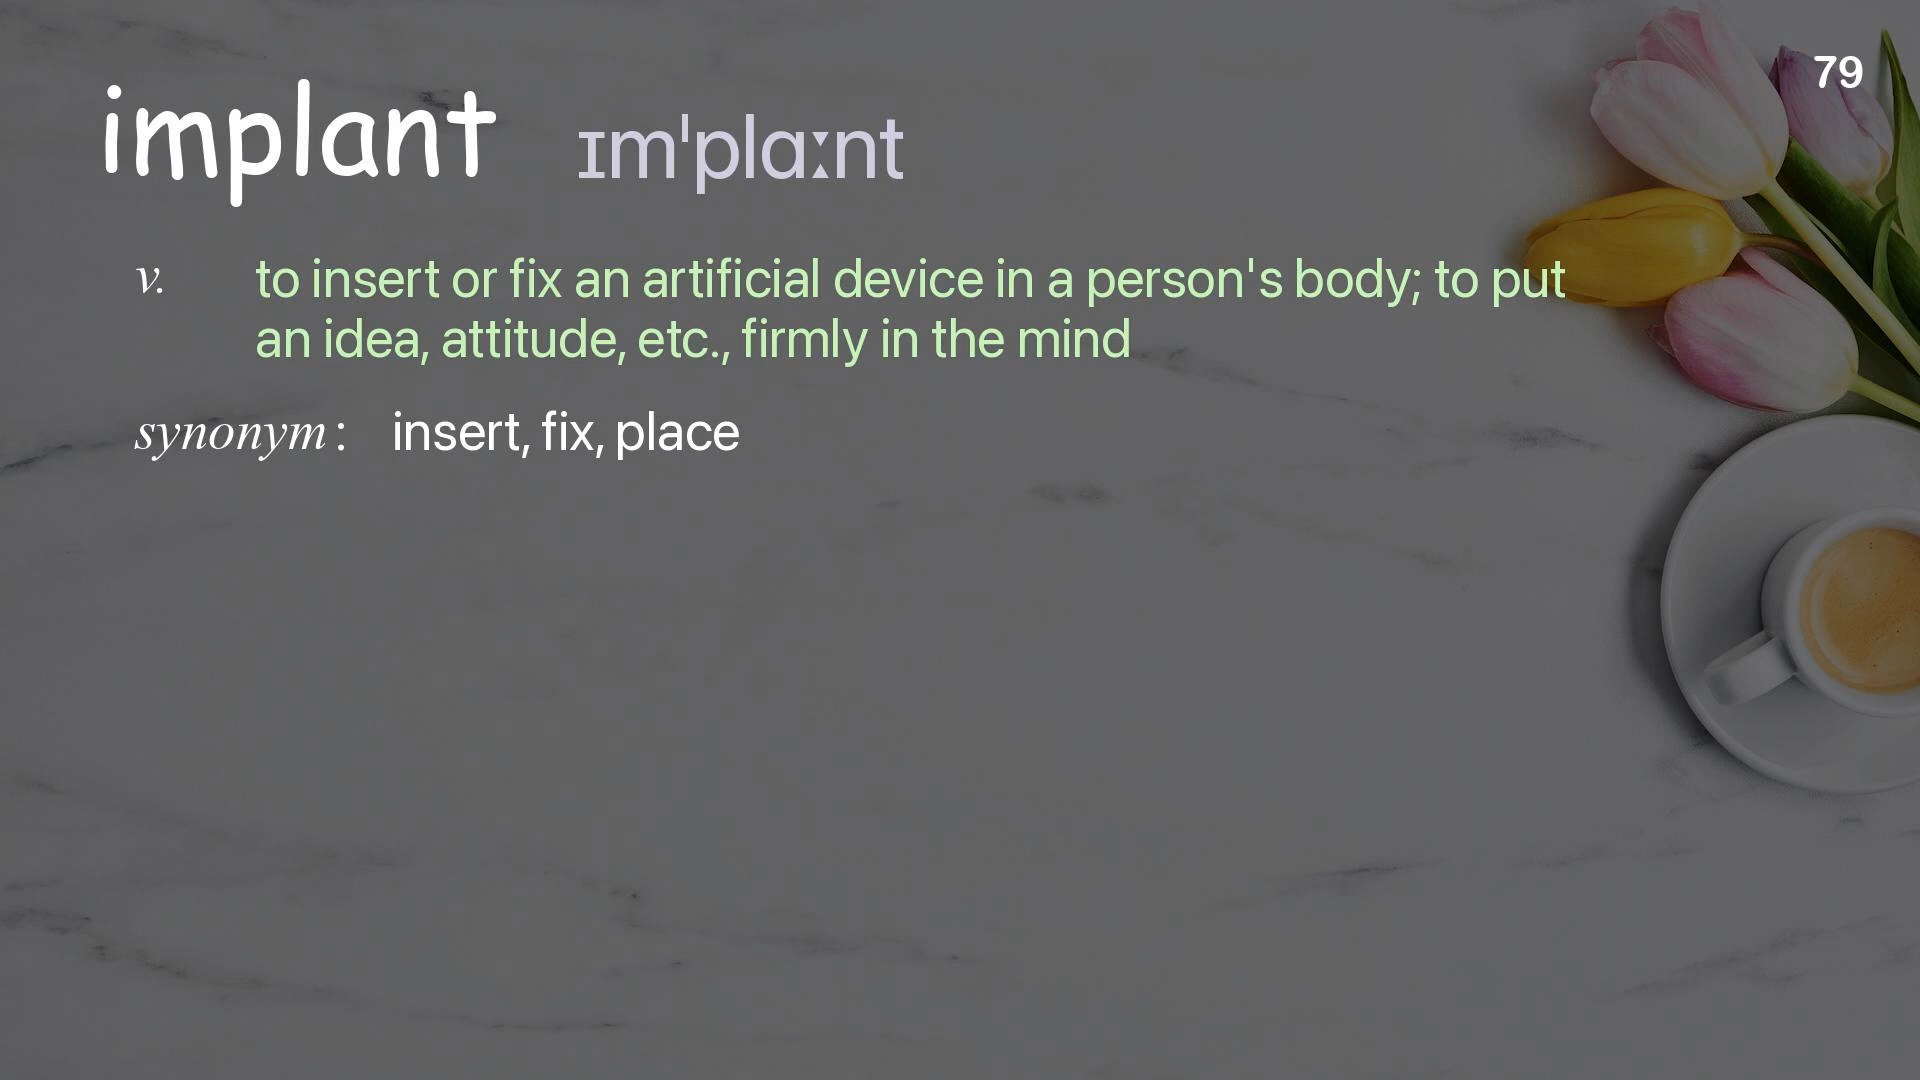 79
implant ɪmˈplɑːnt
v. to insert or fix an artificial device in a person's body; to put
an idea, attitude, etc., firmly in the mind
synonym: insert, fix, place